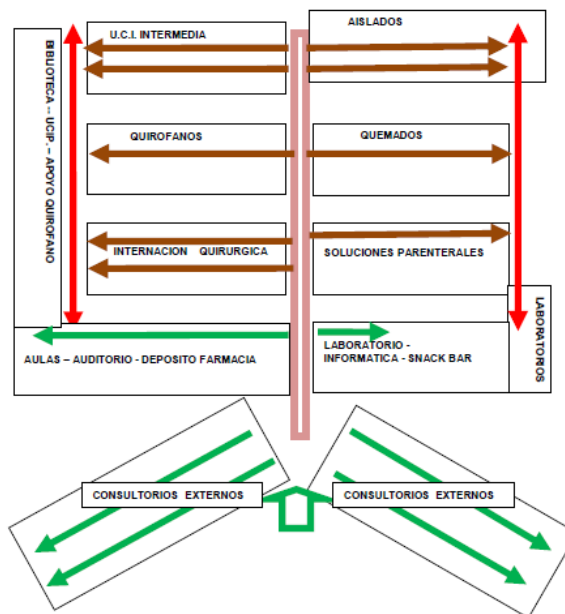 U.C.I. INTERMEDIA
AISLADOS
BIBLIOTECA -- UCIP. – APOYO QUIROFANO
QUIROFANOS
QUEMADOS
INTERNACION QUIRURGICA
SOLUCIONES PARENTERALES
LABORATORIOS
AULAS – AUDITORIO - DEPOSITO FARMACIA
LABORATORIO -
INFORMATICA - SNACK BAR
CONSULTORIOS EXTERNOS
CONSULTORIOS EXTERNOS